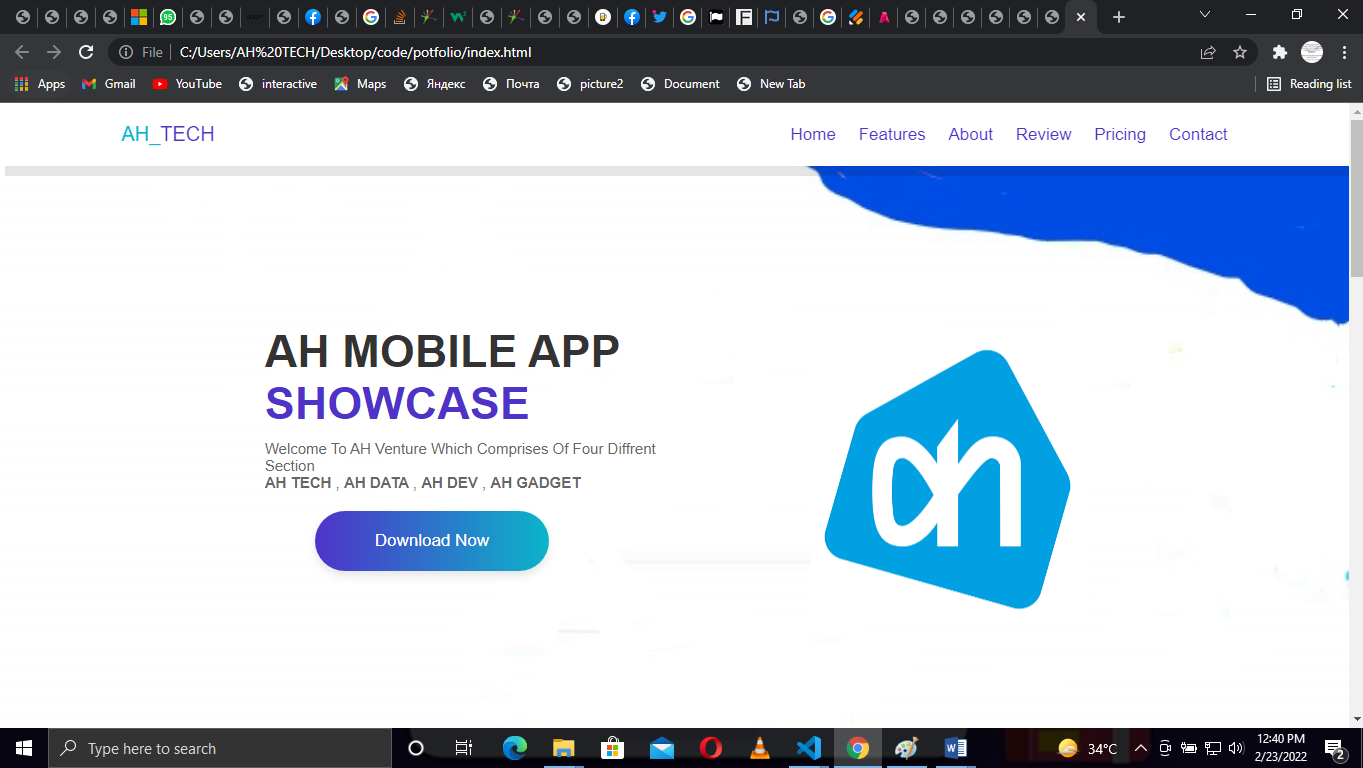 95
File
C:/Users/AH%20TECH/Desktop/code/potfolio/index.html
Apps
Gmail
YouTube
interactive
Maps
Яндекс
Почта
picture2
Document
New Tab
Reading list
AH_TECH
Home
Features
About
Review
Pricing
Contact
AH MOBILE APP
SHOWCASE
Welcome To AH Venture Which Comprises Of Four Diffrent
Section
AH TECH , AH DATA , AH DEV , AH GADGET
Download Now
ah
Type here to search
34°C
12:40 PM
2/23/2022
2